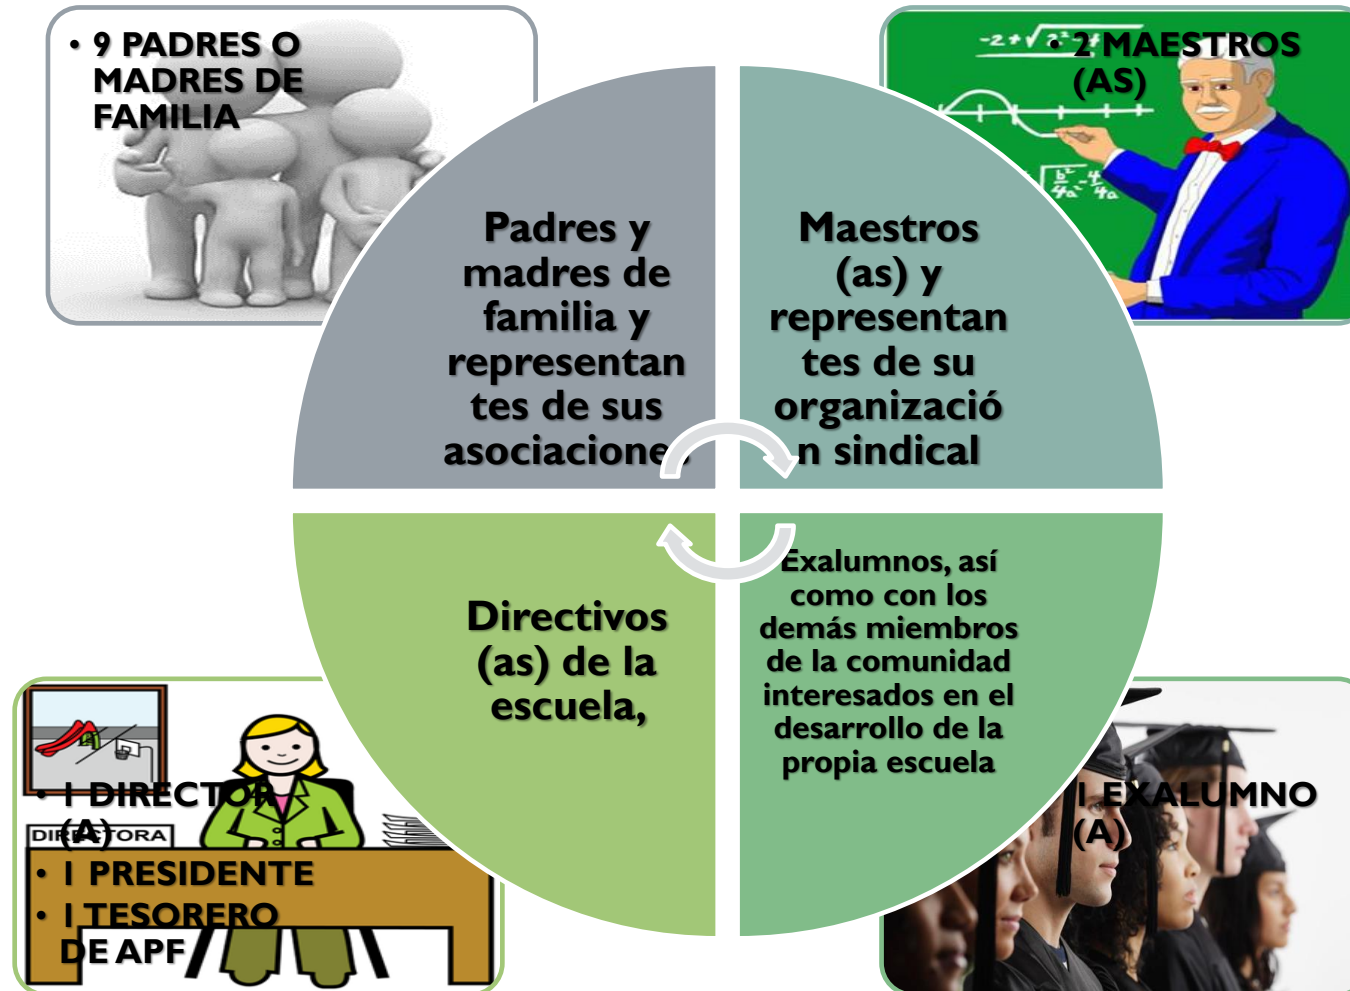 • 9 PADRES O
MADRES DE
FAMILIA
• 2 MAESTROS
(AS)
Padres y
madres de
familia y
representan
tes de sus
asociaciones
Maestros
(as) y
representan
tes de su
organizació
n sindical
Directivos
(as) de la
escuela,
Exalumnos, así
como con los
demás miembros
de la comunidad
interesados en el
desarrollo de la
propia escuela
• 1 DIRECTOR
(A)
DIRECTORA
• 1 PRESIDENTE
• 1 TESORERO
DE APF
1 EXALUMNO
(A)